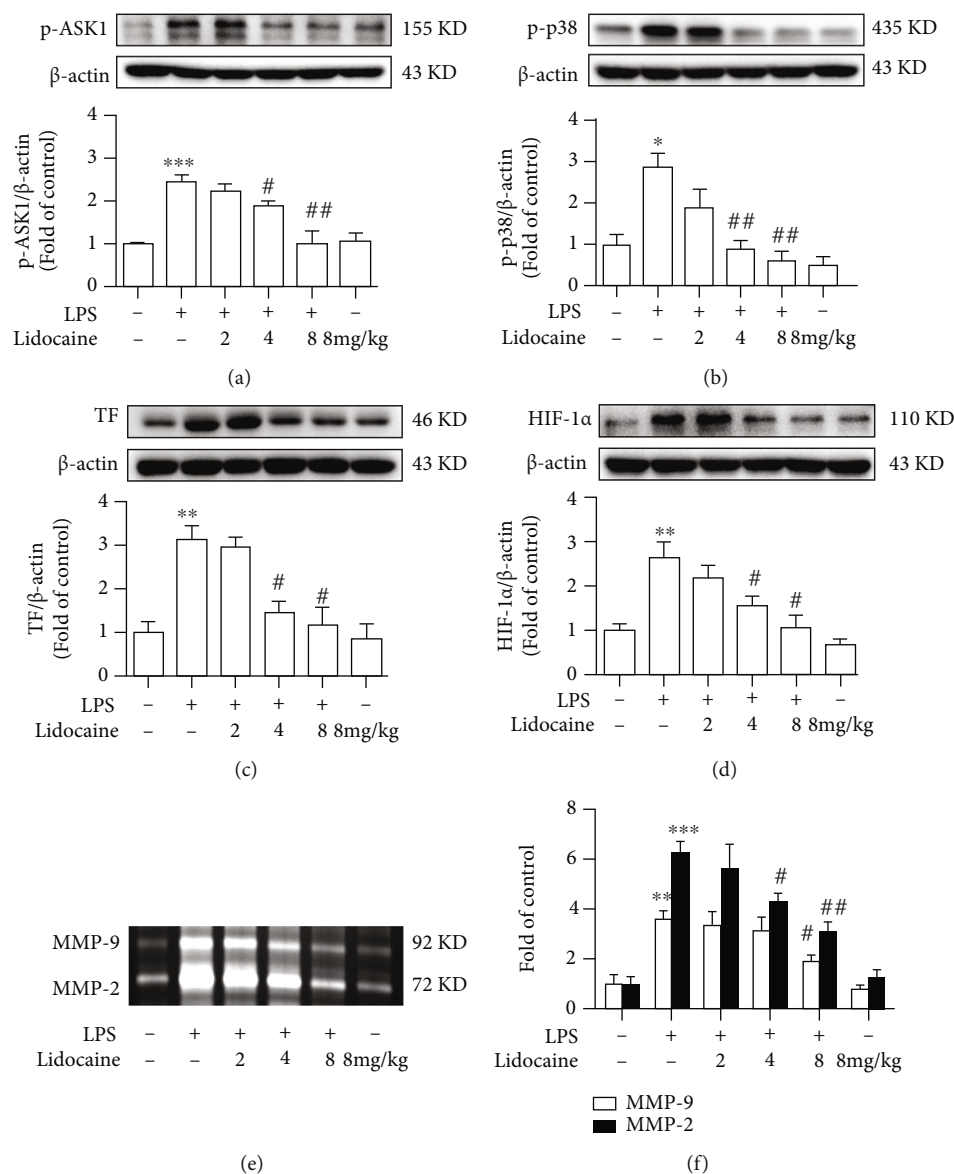 p-ASK1 155 KD
β-actin 43 KD
p-ASK1/β-actin
(Fold of control)
4
3
2
1
0
*** # ##
LPS – + + + + –
Lidocaine – – 2 4 8 8mg/kg
(a)
p-p38 435 KD
β-actin 43 KD
p-p38/β-actin
(Fold of control)
4
3
2
1
0
* ## ##
LPS – + + + + –
Lidocaine – – 2 4 8 8mg/kg
(b)
TF 46 KD
β-actin 43 KD
TF/β-actin
(Fold of control)
4
3
2
1
0
** # #
LPS – + + + + –
Lidocaine – – 2 4 8 8mg/kg
(c)
HIF-1α 110 KD
β-actin 43 KD
HIF-1α/β-actin
(Fold of control)
4
3
2
1
0
** # #
LPS – + + + + –
Lidocaine – – 2 4 8 8mg/kg
(d)
MMP-9 92 KD
MMP-2 72 KD
LPS – + + + + –
Lidocaine – – 2 4 8 8mg/kg
(e)
Fold of control
8
6
4
2
0
** *** # # ##
LPS – + + + + –
Lidocaine – – 2 4 8 8mg/kg
MMP-9
MMP-2
(f)